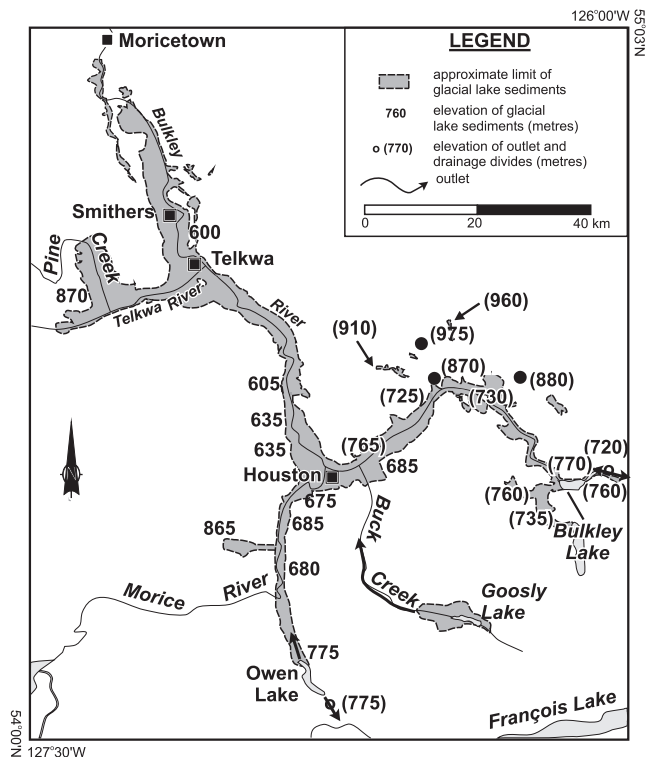 126°00'W
55°03'N
Moricetown
LEGEND
approximate limit of
glacial lake sediments
760
elevation of glacial
lake sediments (metres)
(770)
elevation of outlet and
drainage divides (metres)
outlet
0 20 40 km
Bulkley
Smithers
600
Pine
Creek
Telkwa
870
Telkwa River
River
(960)
(910)
(975)
(870)
(880)
605
(725)
(730)
635
635
(765)
(720)
Houston
685
(770)
675
(760)
(760)
685
(735)
865
Buck
Bulkley
Lake
680
Creek
Goosly
Lake
Morice River
775
Owen
Lake
(775)
François Lake
54°00'N
127°30'W